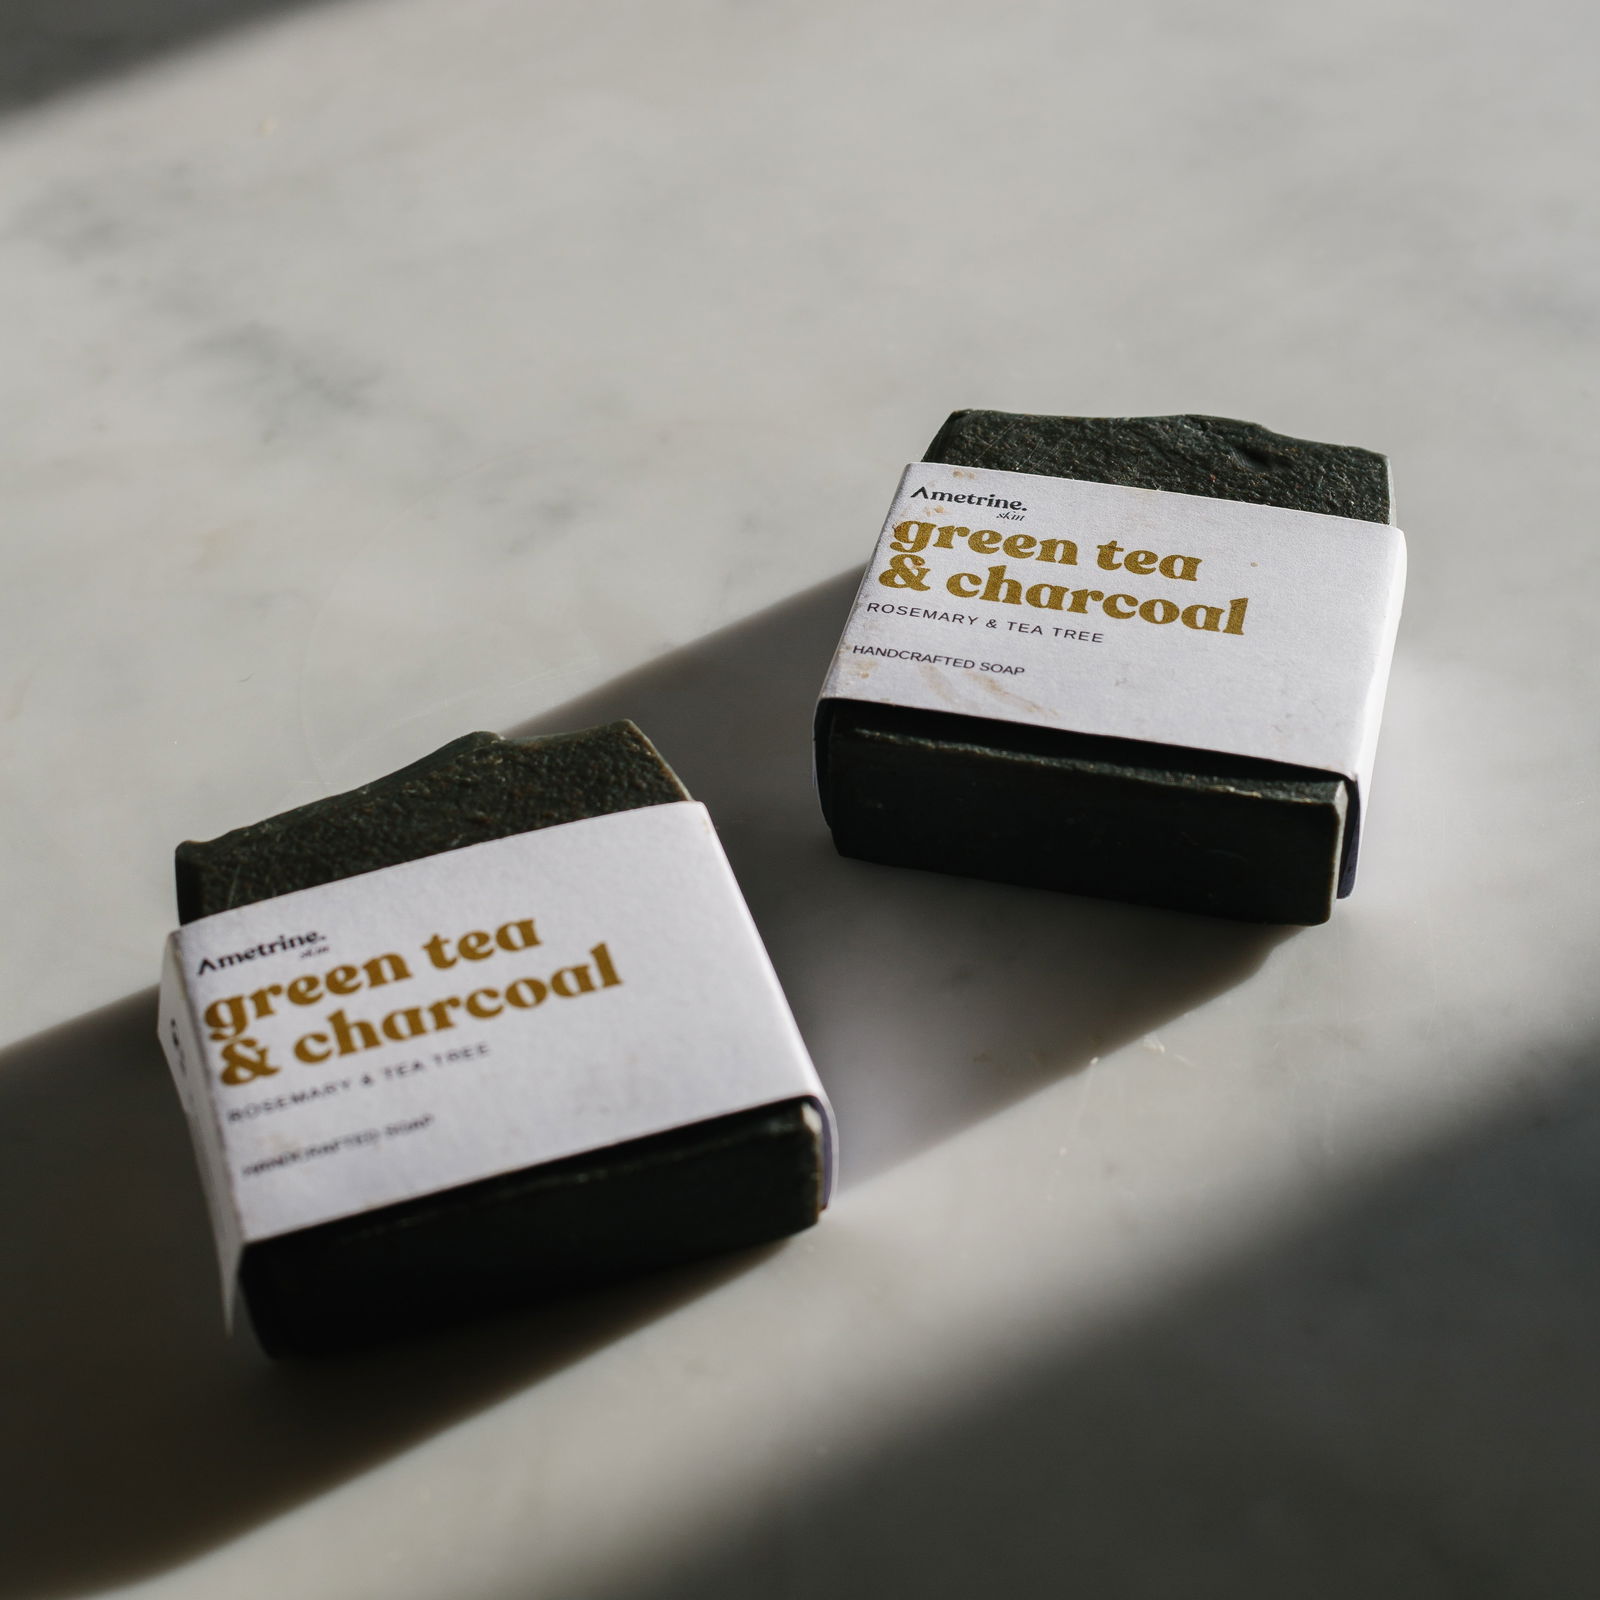 Ametrine.
skin
green tea
& charcoal
ROSEMARY & TEA TREE
HANDCRAFTED SOAP
Ametrine.
skin
green tea
& charcoal
ROSEMARY & TEA TREE
HANDCRAFTED SOAP